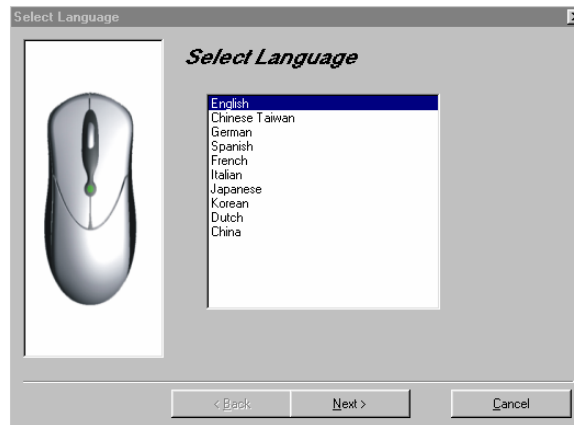 Select Language
Select Language
English
Chinese Taiwan
German
Spanish
French
Italian
Japanese
Korean
Dutch
China
< Back
Next >
Cancel